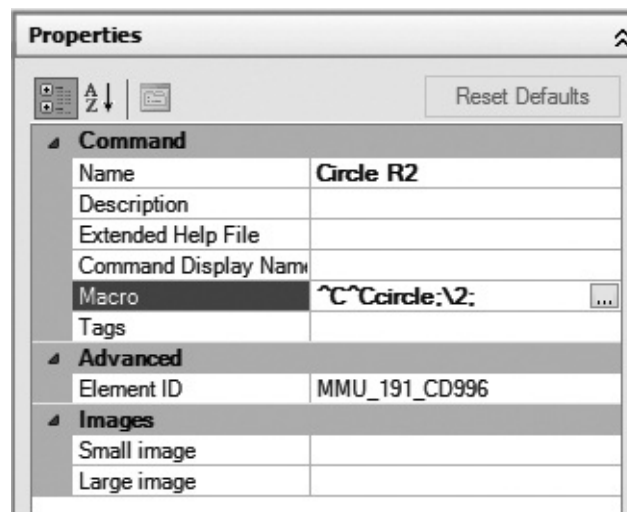 Properties
A Z
Reset Defaults
Command
Name Circle R2
Description
Extended Help File
Command Display Name
Macro ^C^Ccircle;\2; ...
Tags
Advanced
Element ID MMU_191_CD996
Images
Small image
Large image